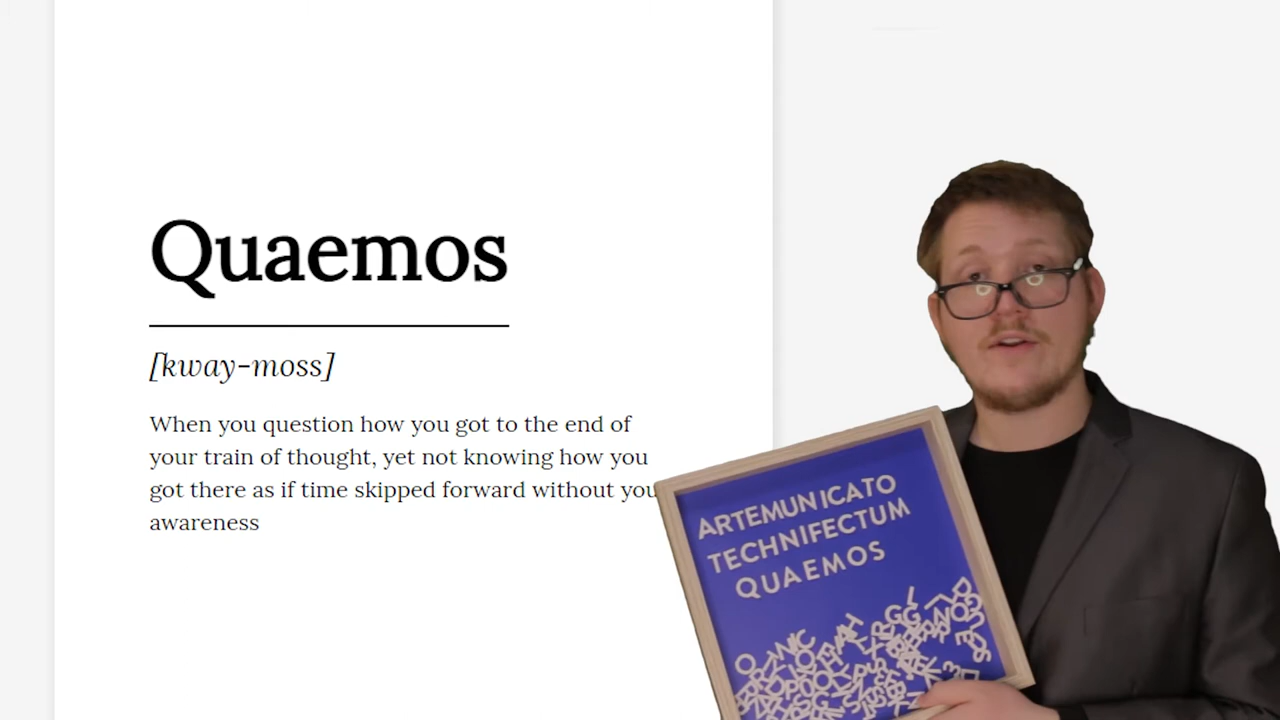 Quaemos
[kway-moss]
When you question how you got to the end of
your train of thought, yet not knowing how you
got there as if time skipped forward without you
awareness
ARTEMUNICATO
TECHNIFECTUM
QUAEMOS